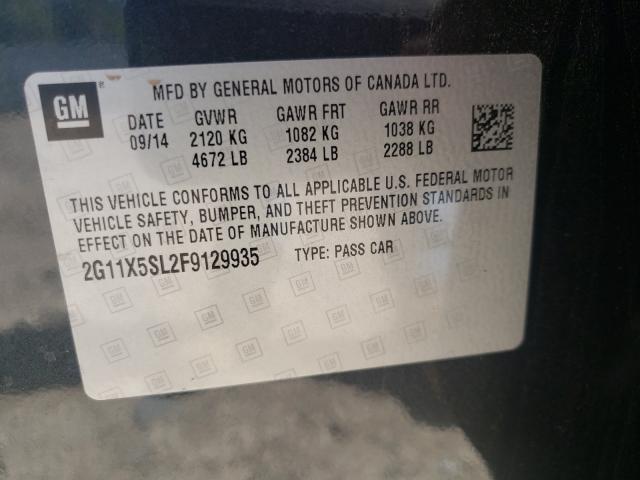 GM
MFD BY GENERAL MOTORS OF CANADA LTD.
DATE GVWR GAWR FRT GAWR RR
09/14 2120 KG 1082 KG 1038 KG
4672 LB 2384 LB 2288 LB
THIS VEHICLE CONFORMS TO ALL APPLICABLE U.S. FEDERAL MOTOR
VEHICLE SAFETY, BUMPER, AND THEFT PREVENTION STANDARDS IN
EFFECT ON THE DATE OF MANUFACTURE SHOWN ABOVE.
2G11X5SL2F9129935 TYPE: PASS CAR